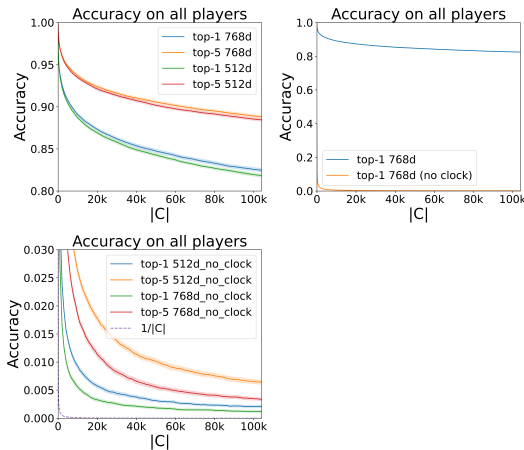 Accuracy on all players
1.00
0.95
0.90
0.85
0.80
Accuracy
top-1 768d
top-5 768d
top-1 512d
top-5 512d
0 20k 40k 60k 80k 100k
|C|
Accuracy on all players
1.0
0.8
0.6
0.4
0.2
0.0
Accuracy
top-1 768d
top-1 768d (no clock)
0 20k 40k 60k 80k 100k
|C|
Accuracy on all players
0.030
0.025
0.020
0.015
0.010
0.005
0.000
Accuracy
top-1 512d_no_clock
top-5 512d_no_clock
top-1 768d_no_clock
top-5 768d_no_clock
1/|C|
0 20k 40k 60k 80k 100k
|C|